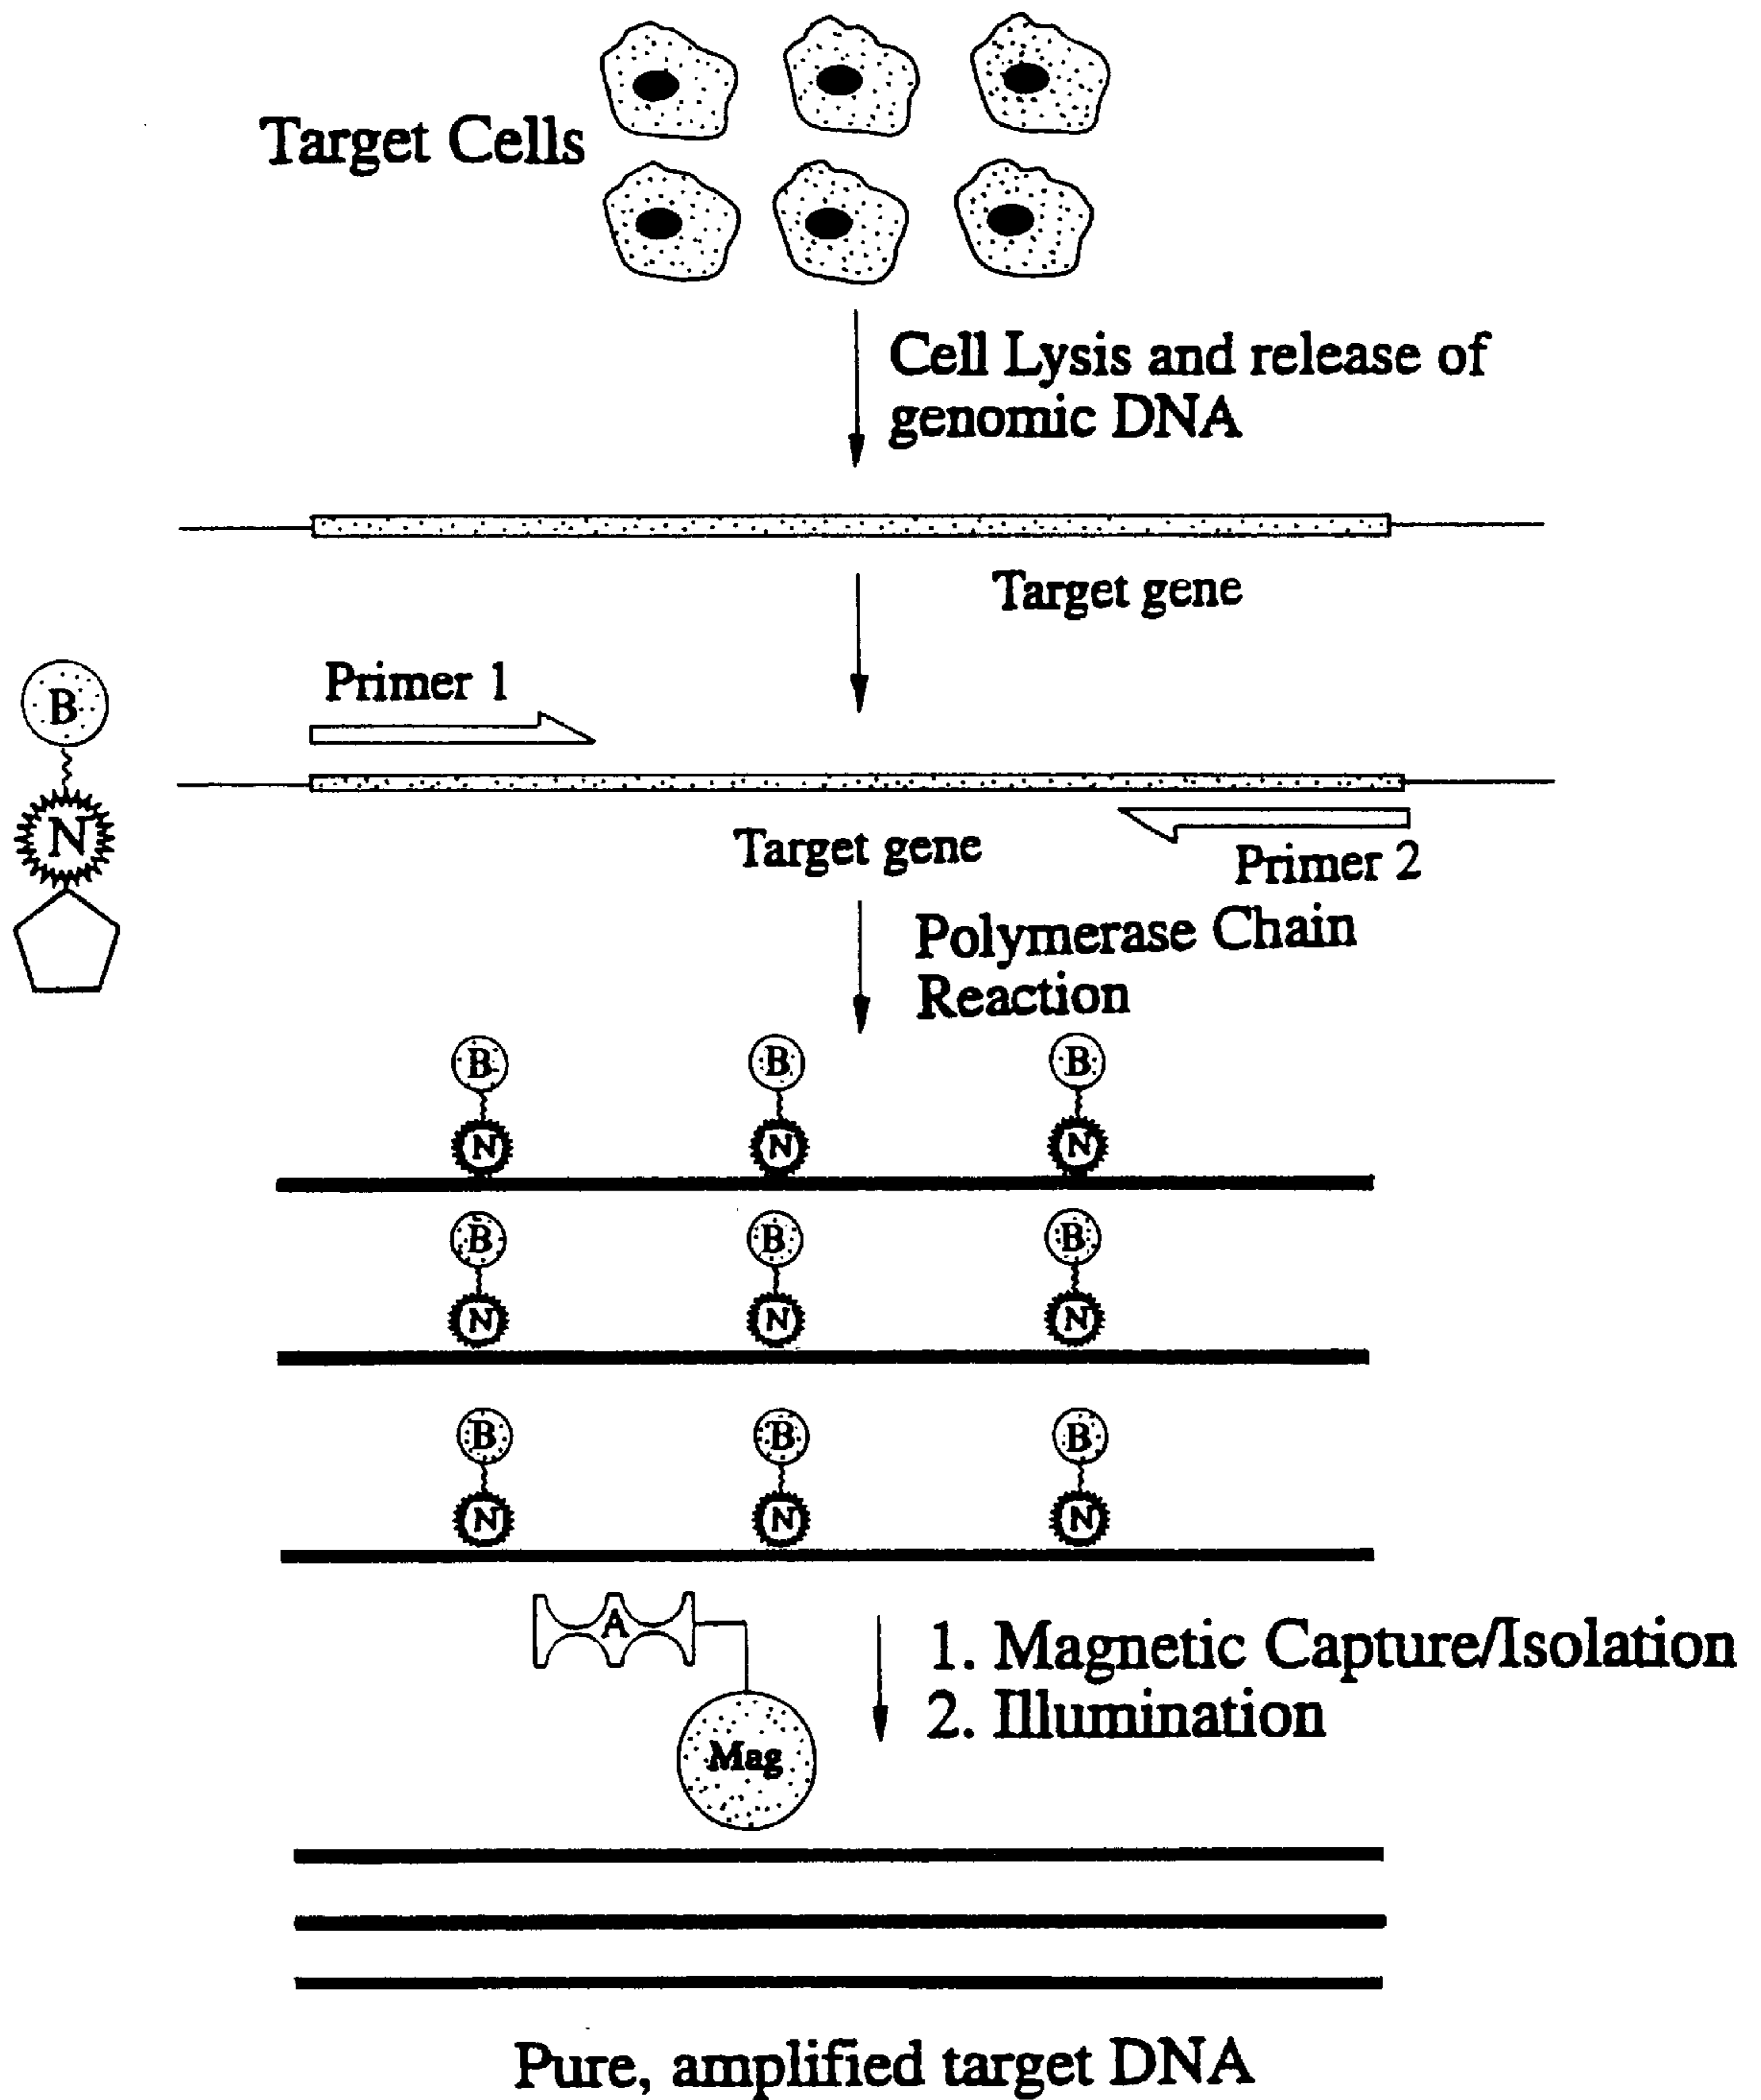 Target Cells
Cell Lysis and release of
genomic DNA
Target gene
Primer 1
B
N
Target gene
Primer 2
Polymerase Chain
Reaction
B B B
N N N
B B B
N N N
B B B
N N N
A
1. Magnetic Capture/Isolation
2. Illumination
Mag
Pure, amplified target DNA